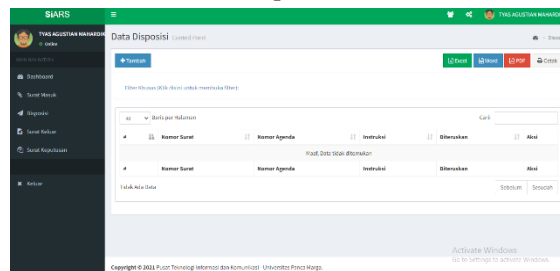 SiARS
TYAS AGUSTIAN MAHARDI
TYAS AGUSTIAN MAHARDIK
Online
Data Disposisi Control Panel
MAIN NAVIGATION
Dashboard
Surat Masuk
Disposisi
Surat Keluar
Surat Keputusan
Keluar
Tambah
Excel Word PDF Cetak
Filter Khusus (Klik disini untuk membuka filter)
Baris per Halaman
Cari
# Nomor Surat Nomor Agenda Instruksi Diteruskan Aksi
Maaf, Data tidak ditemukan
# Nomor Surat Nomor Agenda Instruksi Diteruskan Aksi
Tidak Ada Data
Sebelum Sesudah
Activate Windows
Go to Settings to activate Windows.
Copyright © 2021 Pusat Teknologi Informasi dan Komunikasi - Universitas Panca Marga.